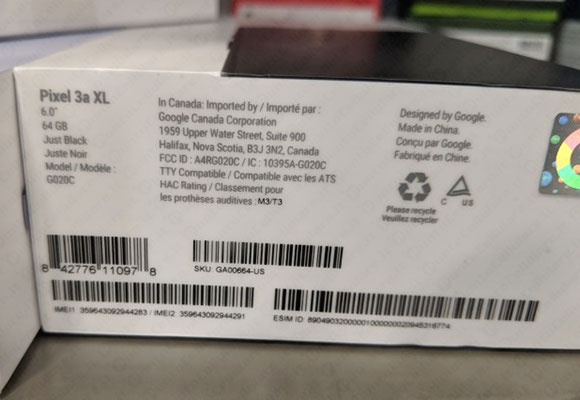 Pixel 3a XL
6.0"
64 GB
Just Black
Juste Noir
Model / Modèle :
G020C
In Canada: Imported by / Importé par :
Google Canada Corporation
1959 Upper Water Street, Suite 900
Halifax, Nova Scotia, B3J 3N2, Canada
FCC ID : A4RG020C / IC : 10395A-G020C
TTY Compatible / Compatible avec les ATS
HAC Rating / Classement pour
les prothèses auditives : M3/T3
Designed by Google.
Made in China.
Conçu par Google.
Fabriqué en Chine.
C US
Please recycle
Veuillez recycler
8 42776 11097 8
SKU: GA00664-US
IMEI1 359643092944283 / IMEI2 359643092944291
ESIM ID: